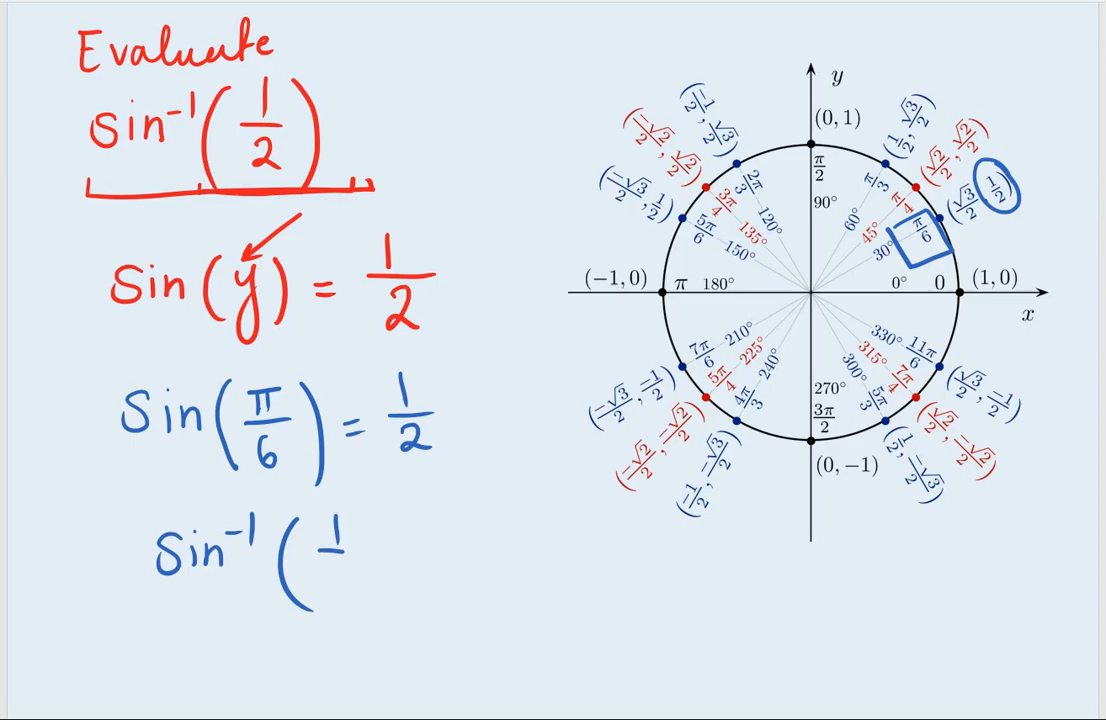 Evaluate
sin⁻¹(1/2)
Sin(y) = 1/2
Sin(π/6) = 1/2
Sin⁻¹(1
y
(0, 1)
π/2
90°
(1/2, √3/2)
π/3
60°
(√2/2, √2/2)
π/4
45°
(√3/2, 1/2)
π/6
30°
(−1/2, √3/2)
2π/3
120°
(−√2/2, √2/2)
3π/4
135°
(−√3/2, 1/2)
5π/6
150°
(−1, 0)
π
180°
0°
0
(1, 0)
x
7π/6
210°
(−√3/2, −1/2)
5π/4
225°
(−√2/2, −√2/2)
4π/3
240°
(−1/2, −√3/2)
270°
3π/2
(0, −1)
300°
5π/3
(1/2, −√3/2)
315°
7π/4
(√2/2, −√2/2)
330°
11π/6
(√3/2, −1/2)